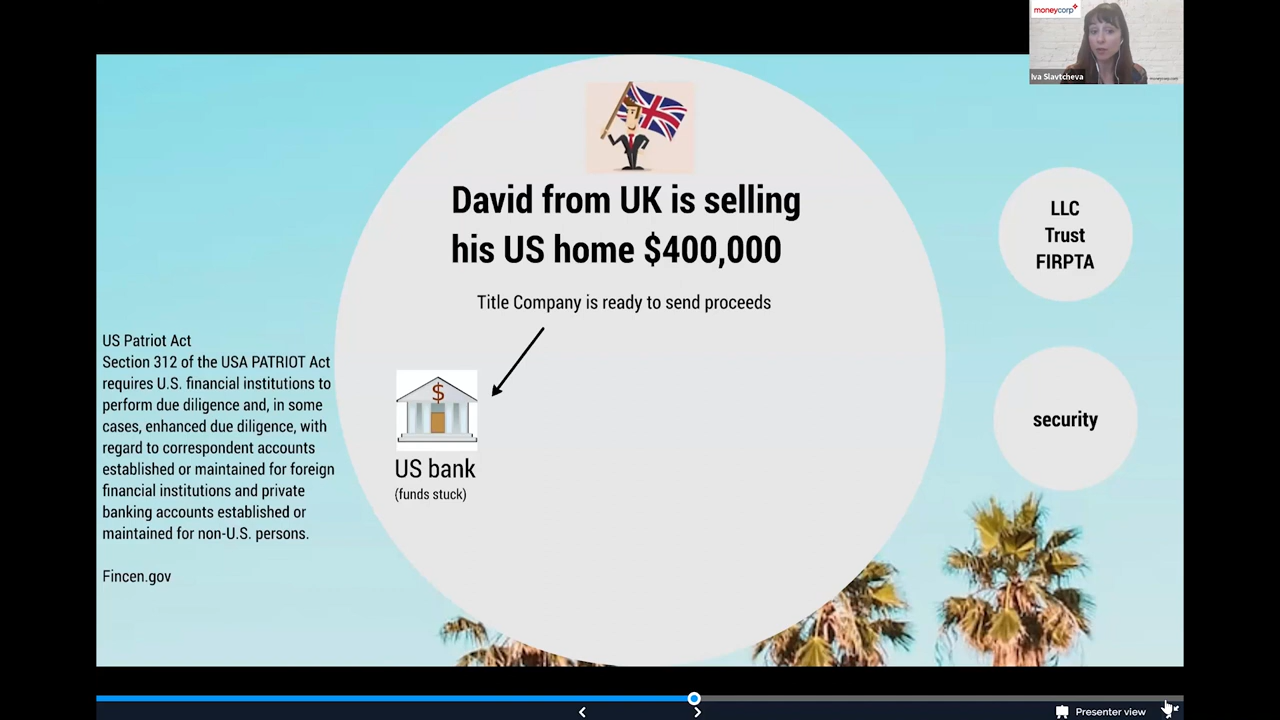 moneycorp
Iva Slavtcheva
moneycorp.com
David from UK is selling
his US home $400,000
Title Company is ready to send proceeds
US bank
(funds stuck)
US Patriot Act
Section 312 of the USA PATRIOT Act
requires U.S. financial institutions to
perform due diligence and, in some
cases, enhanced due diligence, with
regard to correspondent accounts
established or maintained for foreign
financial institutions and private
banking accounts established or
maintained for non-U.S. persons.
Fincen.gov
LLC
Trust
FIRPTA
security
Presenter view